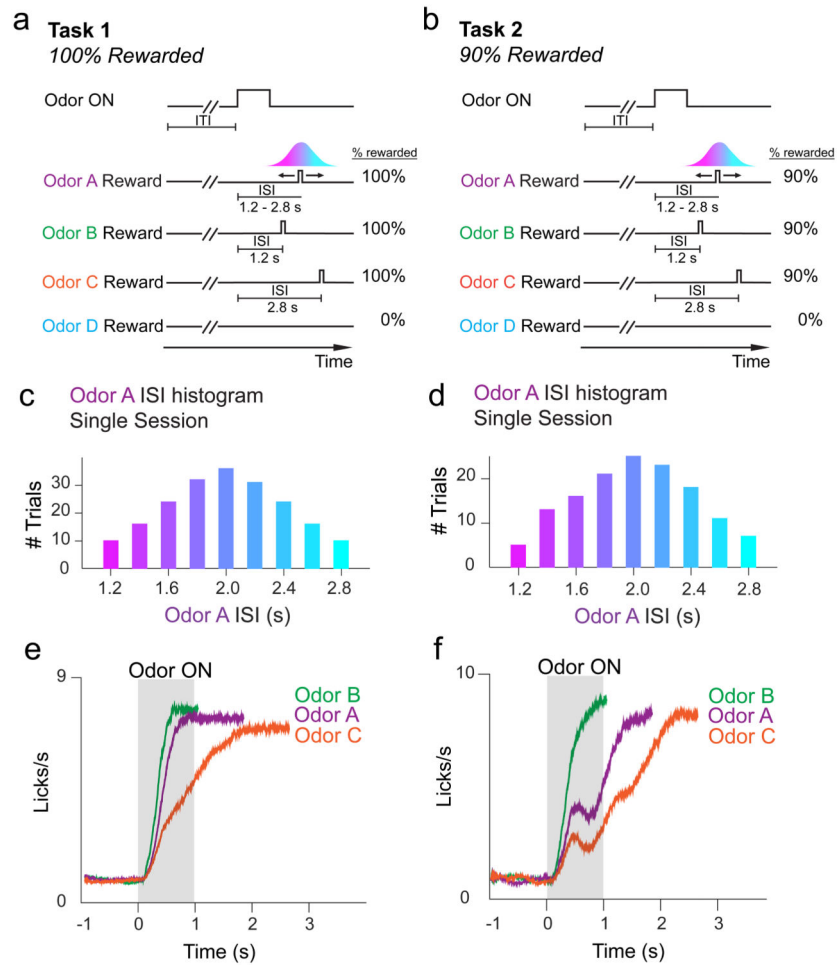 a Task 1
100% Rewarded
Odor ON
ITI
% rewarded
Odor A Reward 100%
ISI
1.2 - 2.8 s
Odor B Reward 100%
ISI
1.2 s
Odor C Reward 100%
ISI
2.8 s
Odor D Reward 0%
Time
b Task 2
90% Rewarded
Odor ON
ITI
% rewarded
Odor A Reward 90%
ISI
1.2 - 2.8 s
Odor B Reward 90%
ISI
1.2 s
Odor C Reward 90%
ISI
2.8 s
Odor D Reward 0%
Time
c Odor A ISI histogram
Single Session
# Trials
30
20
10
0
1.2 1.6 2.0 2.4 2.8
Odor A ISI (s)
d Odor A ISI histogram
Single Session
# Trials
20
10
0
1.2 1.6 2.0 2.4 2.8
Odor A ISI (s)
e
Odor ON
9
Odor B
Odor A
Odor C
Licks/s
0
-1 0 1 2 3
Time (s)
f
Odor ON
10
Odor B
Odor A
Odor C
Licks/s
0
-1 0 1 2 3
Time (s)